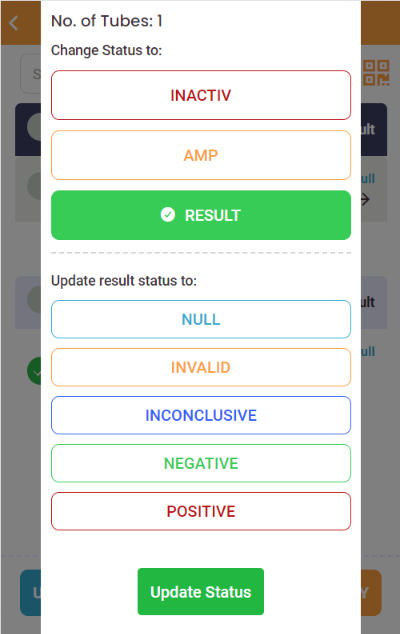 No. of Tubes: 1
Change Status to:
INACTIV
AMP
RESULT
Update result status to:
NULL
INVALID
INCONCLUSIVE
NEGATIVE
POSITIVE
Update Status